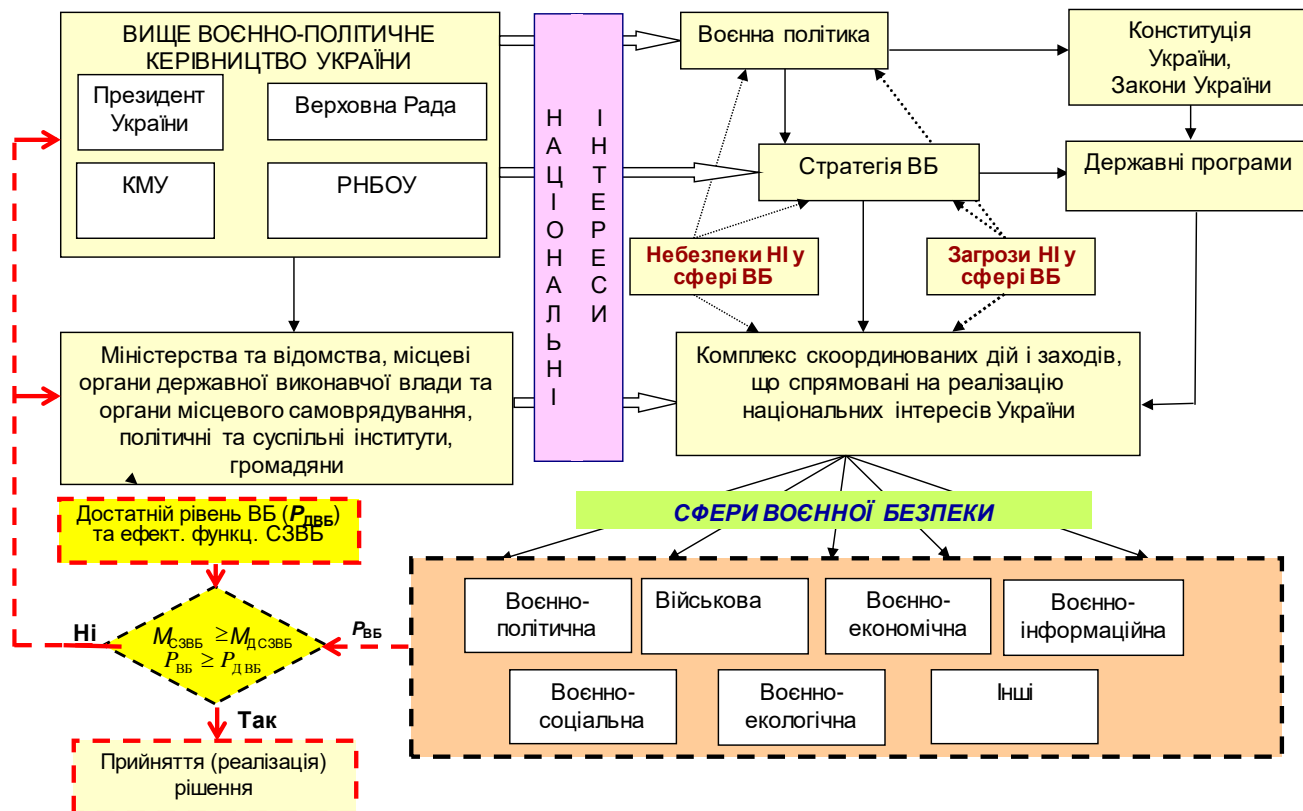 ВИЩЕ ВОЄННО-ПОЛІТИЧНЕ
КЕРІВНИЦТВО УКРАЇНИ
Президент
України
Верховна Рада
КМУ
РНБОУ
НАЦІОНАЛЬНІ
ІНТЕРЕСИ
Воєнна політика
Конституція
України,
Закони України
Стратегія ВБ
Державні програми
Небезпеки НІ у
сфері ВБ
Загрози НІ у
сфері ВБ
Міністерства та відомства, місцеві
органи державної виконавчої влади та
органи місцевого самоврядування,
політичні та суспільні інститути,
громадяни
Комплекс скоординованих дій і заходів,
що спрямовані на реалізацію
національних інтересів України
Достатній рівень ВБ (PДВБ)
та ефект. функц. СЗВБ
СФЕРИ ВОЄННОЇ БЕЗПЕКИ
Ні
MСЗВБ ≥ MДСЗВБ
PВБ ≥ PДВБ
PВБ
Так
Прийняття (реалізація)
рішення
Воєнно-
політична
Військова
Воєнно-
економічна
Воєнно-
інформаційна
Воєнно-
соціальна
Воєнно-
екологічна
Інші